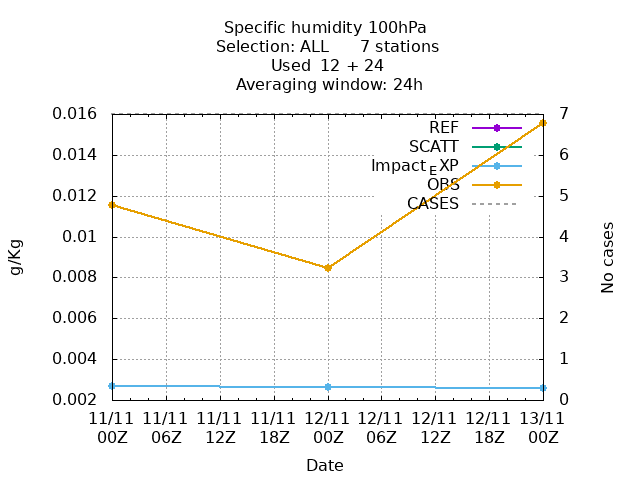 Specific humidity 100hPa
Selection: ALL 7 stations
Used 12 + 24
Averaging window: 24h
0.016
0.014
0.012
0.01
0.008
0.006
0.004
0.002
g/Kg
7
6
5
4
3
2
1
0
No cases
REF
SCATT
Impact_EXP
OBS
CASES
11/11 11/11 11/11 11/11 12/11 12/11 12/11 12/11 13/11
00Z 06Z 12Z 18Z 00Z 06Z 12Z 18Z 00Z
Date